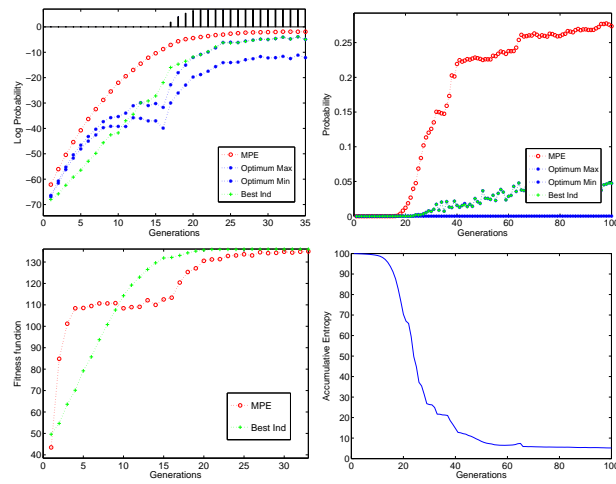 0
-10
-20
-30
-40
-50
-60
-70
Log Probability
MPE
Optimum Max
Optimum Min
Best Ind
0 5 10 15 20 25 30 35
Generations
0.25
0.2
0.15
0.1
0.05
0
Probability
MPE
Optimum Max
Optimum Min
Best Ind
0 20 40 60 80 100
Generations
130
120
110
100
90
80
70
60
50
40
Fitness function
MPE
Best Ind
0 5 10 15 20 25 30
Generations
100
90
80
70
60
50
40
30
20
10
0
Accumulative Entropy
0 20 40 60 80 100
Generations